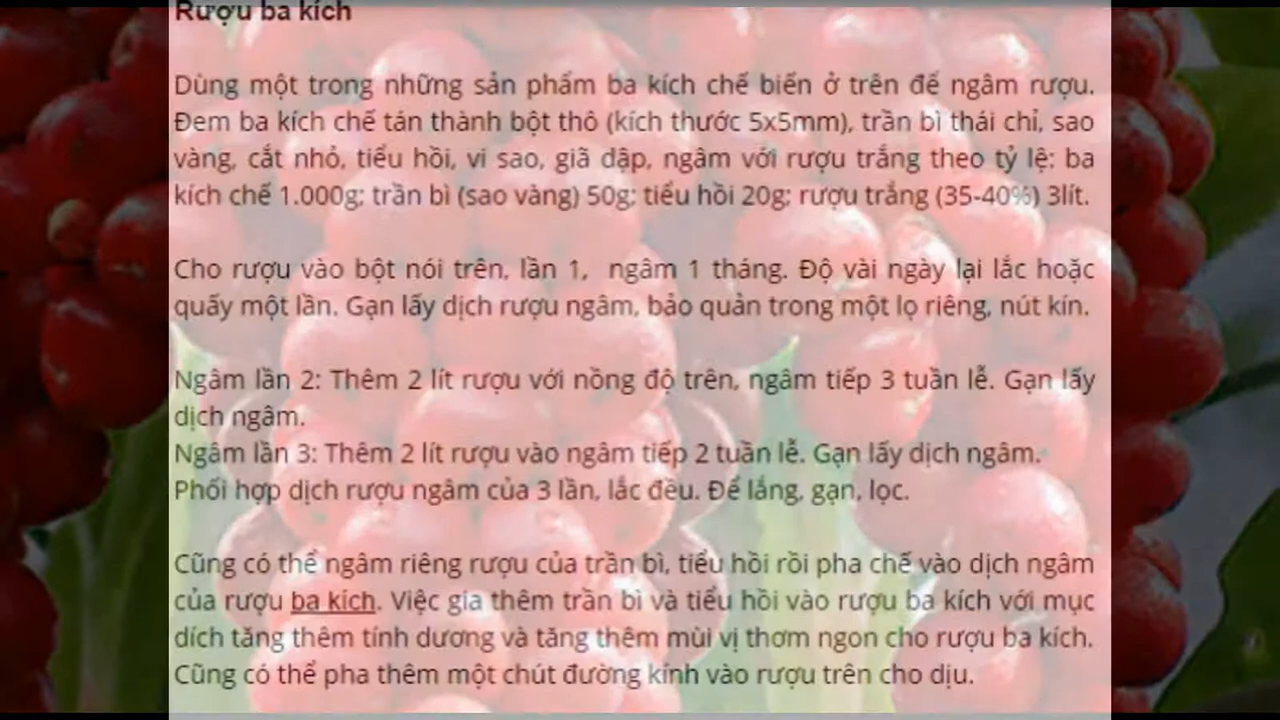 Rượu ba kích
Dùng một trong những sản phẩm ba kích chế biến ở trên để ngâm rượu.
Đem ba kích chế tán thành bột thô (kích thước 5x5mm), trần bì thái chỉ, sao
vàng, cắt nhỏ, tiểu hồi, vi sao, giã dập, ngâm với rượu trắng theo tỷ lệ: ba
kích chế 1.000g; trần bì (sao vàng) 50g; tiểu hồi 20g; rượu trắng (35-40%) 3lít.
Cho rượu vào bột nói trên, lần 1, ngâm 1 tháng. Độ vài ngày lại lắc hoặc
quấy một lần. Gạn lấy dịch rượu ngâm, bảo quản trong một lọ riêng, nút kín.
Ngâm lần 2: Thêm 2 lít rượu với nồng độ trên, ngâm tiếp 3 tuần lễ. Gạn lấy
dịch ngâm.
Ngâm lần 3: Thêm 2 lít rượu vào ngâm tiếp 2 tuần lễ. Gạn lấy dịch ngâm.
Phối hợp dịch rượu ngâm của 3 lần, lắc đều. Để lắng, gạn, lọc.
Cũng có thể ngâm riêng rượu của trần bì, tiểu hồi rồi pha chế vào dịch ngâm
của rượu ba kích. Việc gia thêm trần bì và tiểu hồi vào rượu ba kích với mục
dích tăng thêm tính dương và tăng thêm mùi vị thơm ngon cho rượu ba kích.
Cũng có thể pha thêm một chút đường kính vào rượu trên cho dịu.